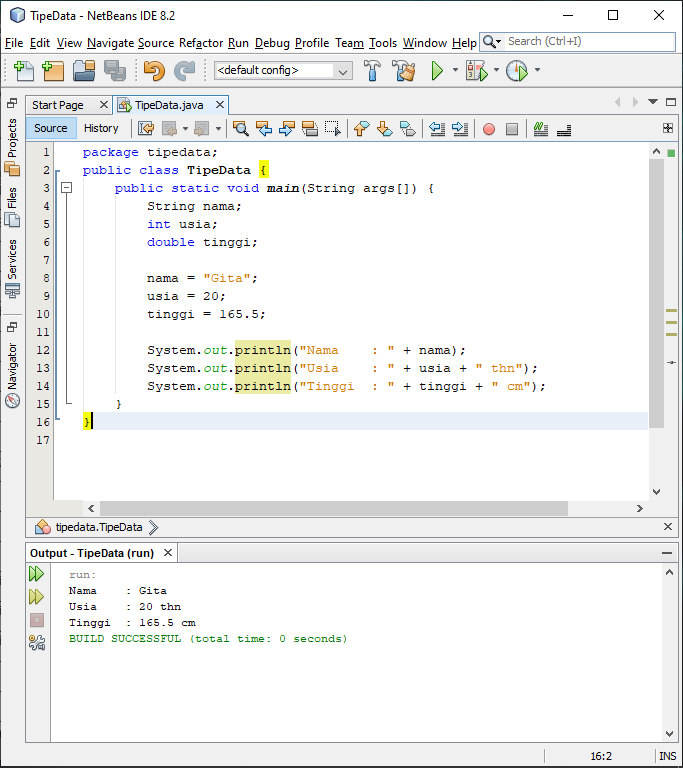 TipeData - NetBeans IDE 8.2
File Edit View Navigate Source Refactor Run Debug Profile Team Tools Window Help Search (Ctrl+I)
<default config>
Start Page TipeData.java
Source History
Projects
Files
Services
Navigator
1 package tipedata;
2 public class TipeData {
3 public static void main(String args[]) {
4 String nama;
5 int usia;
6 double tinggi;
7
8 nama = "Gita";
9 usia = 20;
10 tinggi = 165.5;
11
12 System.out.println("Nama    : " + nama);
13 System.out.println("Usia    : " + usia + " thn");
14 System.out.println("Tinggi  : " + tinggi + " cm");
15 }
16 }
17
tipedata.TipeData
Output - TipeData (run)
run:
Nama    : Gita
Usia    : 20 thn
Tinggi  : 165.5 cm
BUILD SUCCESSFUL (total time: 0 seconds)
16:2 INS